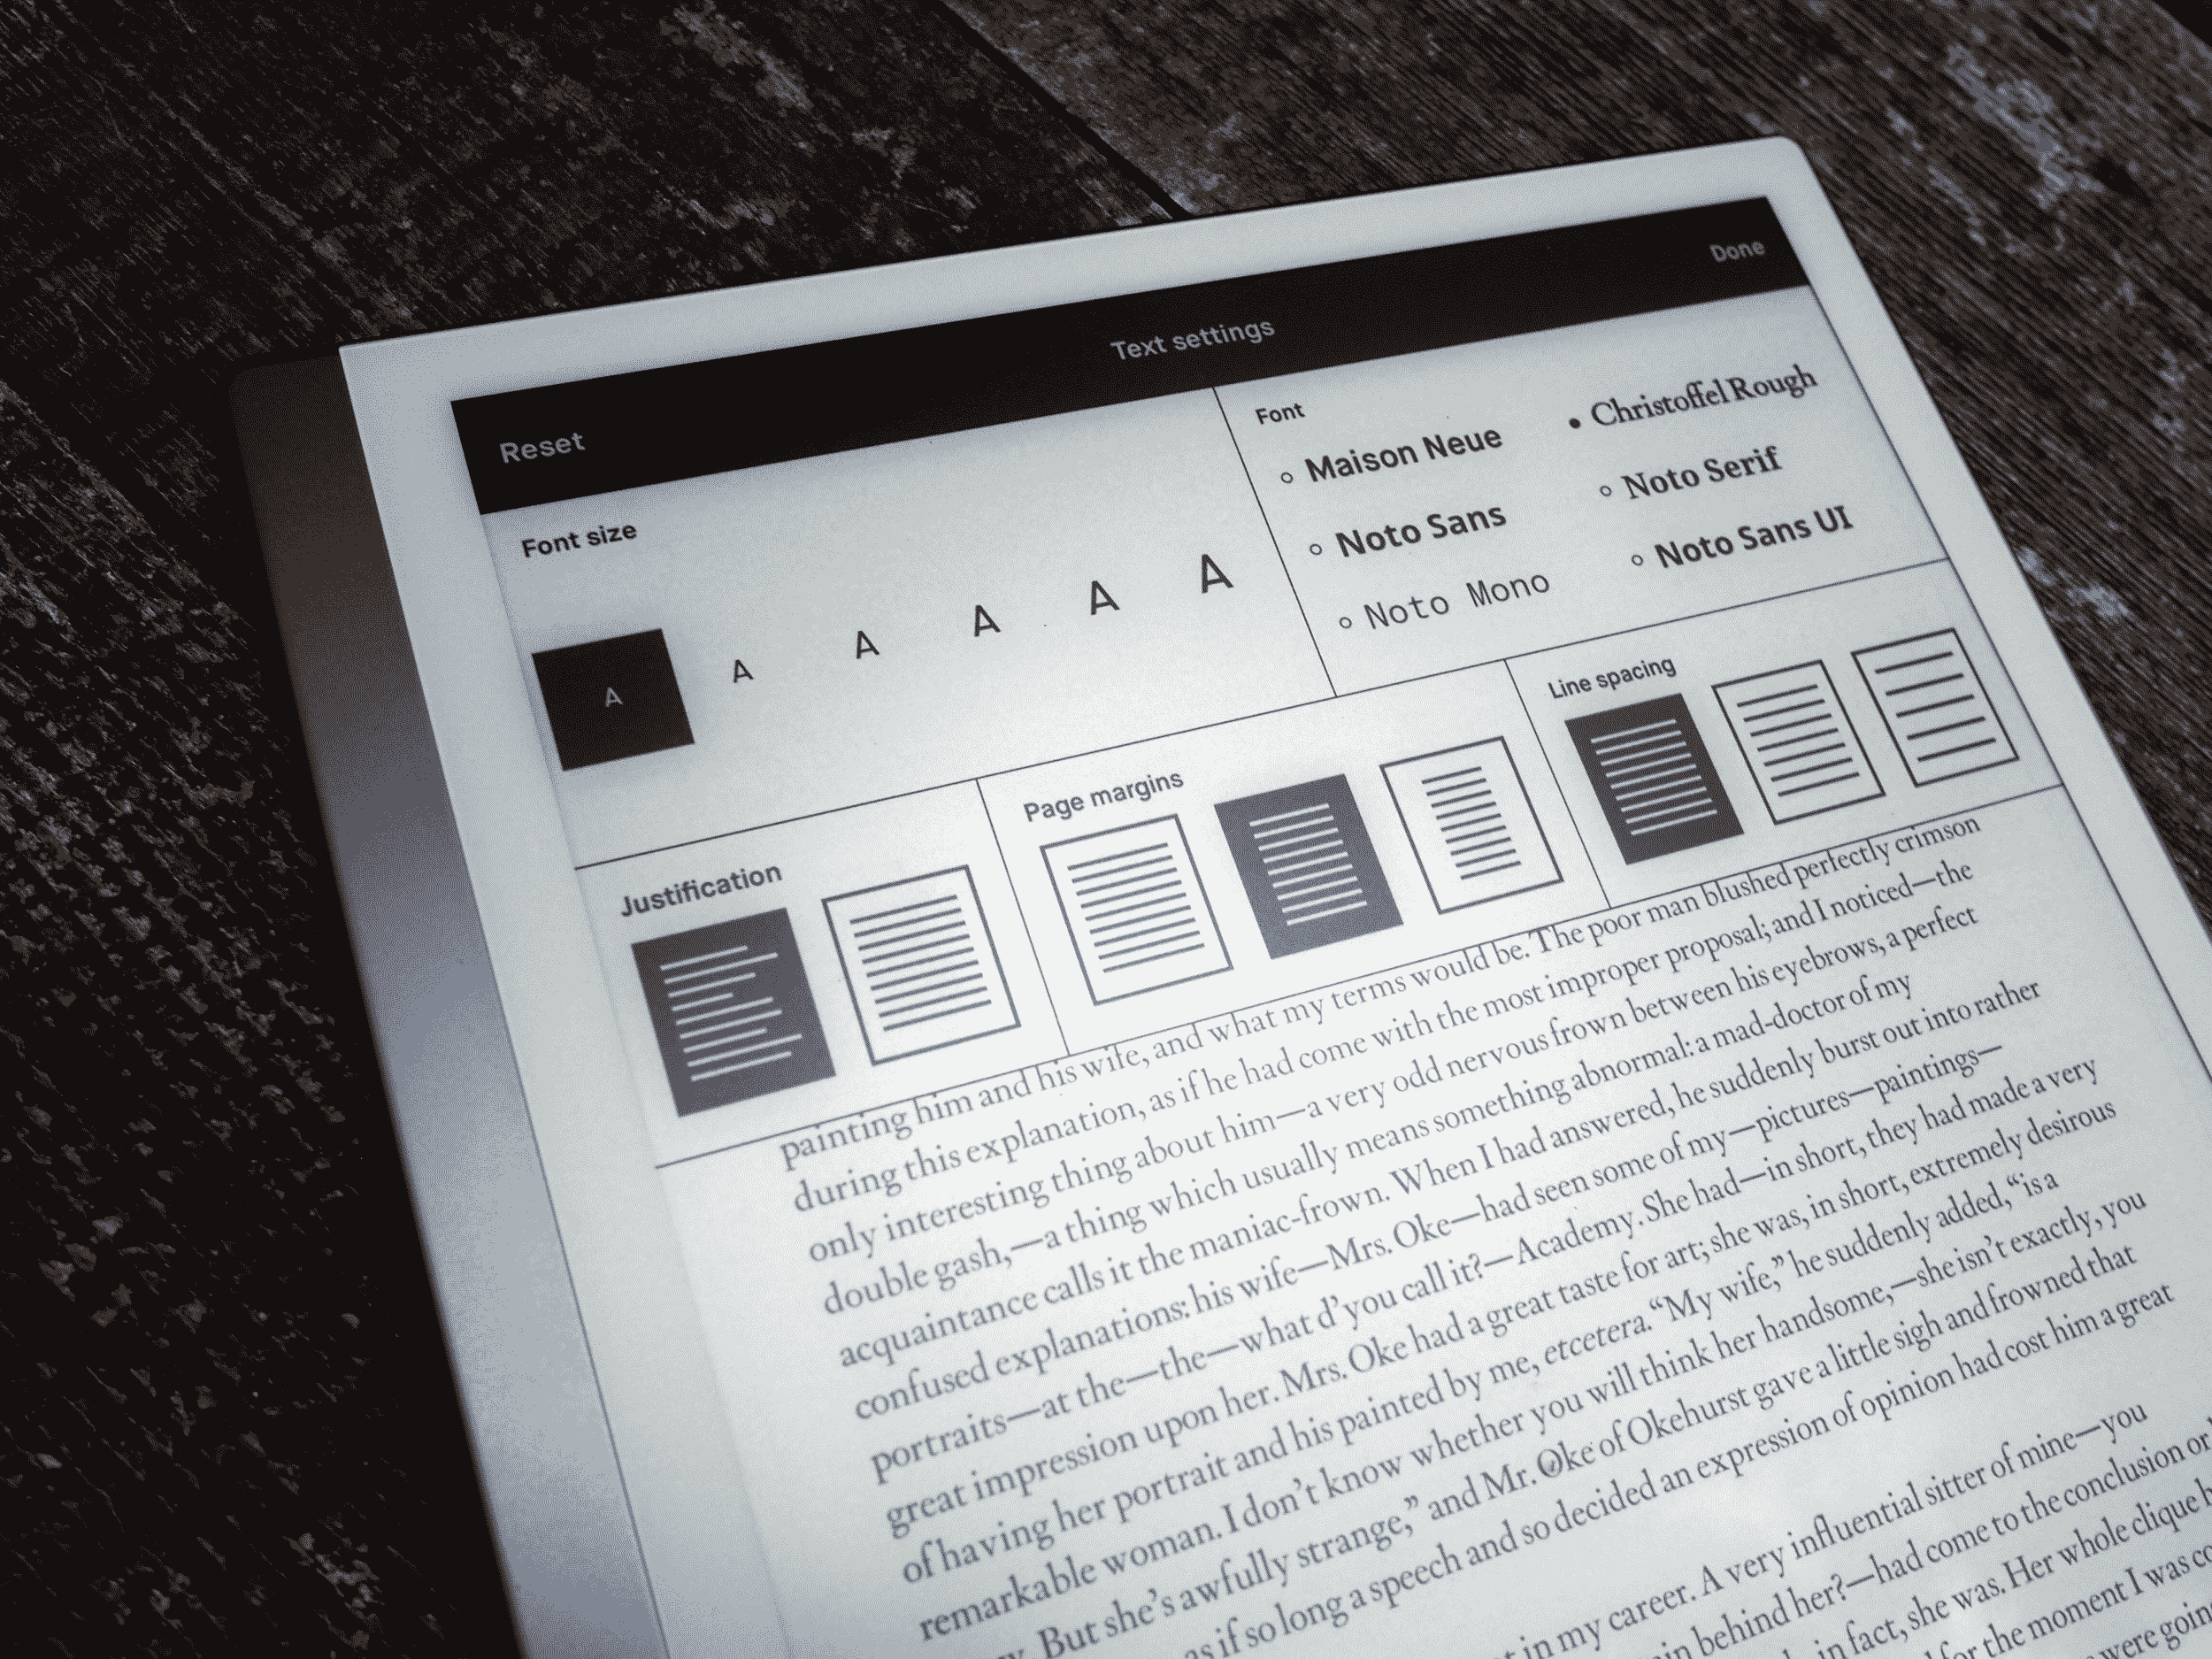 Reset Text settings Done
Font size
A A A A A A
Font
Maison Neue Christoffel Rough
Noto Sans Noto Serif
Noto Mono Noto Sans UI
Justification
Page margins
Line spacing
painting him and his wife, and what my terms would be. The poor man blushed perfectly crimson
during this explanation, as if he had come with the most improper proposal; and I noticed—the
only interesting thing about him—a very odd nervous frown between his eyebrows, a perfect
double gash,—a thing which usually means something abnormal: a mad-doctor of my
acquaintance calls it the maniac-frown. When I had answered, he suddenly burst out into rather
confused explanations: his wife—Mrs. Oke—had seen some of my—pictures—paintings—
portraits—at the—the—what d’you call it?—Academy. She had—in short, they had made a very
great impression upon her. Mrs. Oke had a great taste for art; she was, in short, extremely desirous
of having her portrait and his painted by me, etcetera. “My wife,” he suddenly added, “is a
remarkable woman. I don’t know whether you will think her handsome,—she isn’t exactly, you
But she’s awfully strange,” and Mr. Oke of Okehurst gave a little sigh and frowned that
as if so long a speech and so decided an expression of opinion had cost him a great
in my career. A very influential sitter of mine—you
behind her?—had come to the conclusion or
in fact, she was. Her whole clique
for the moment I was
were going